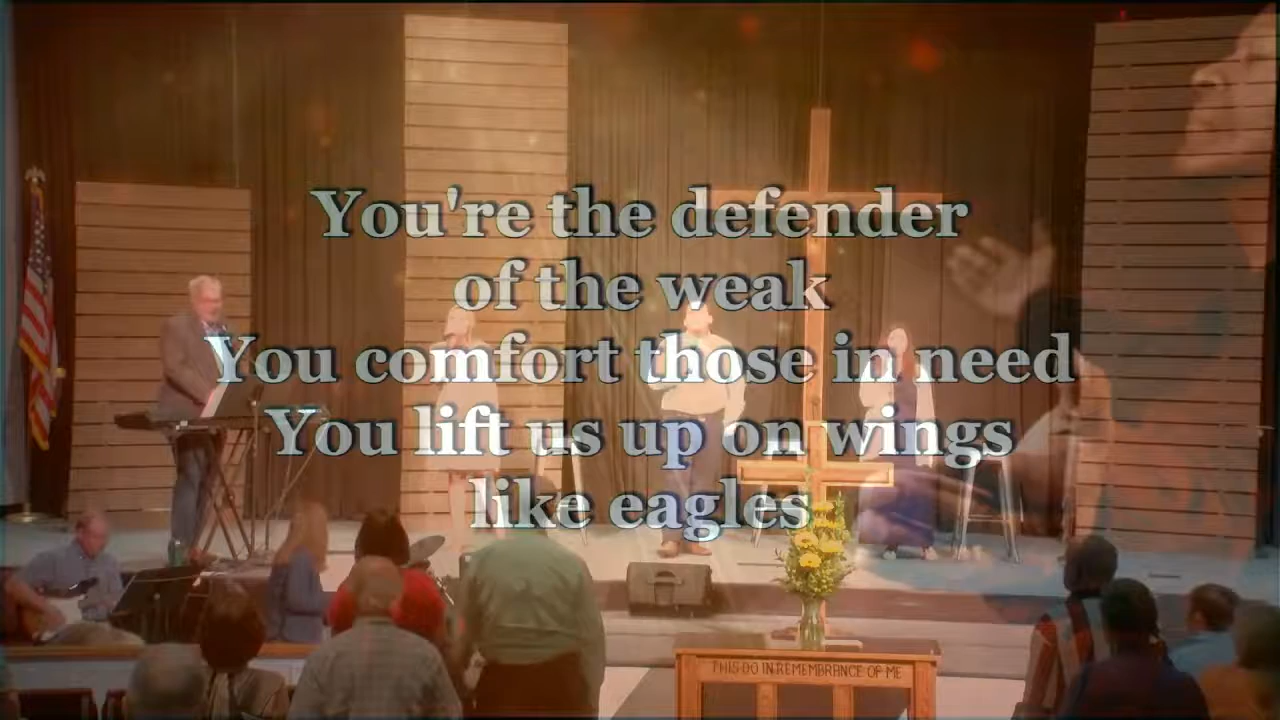 You're the defender
of the weak
You comfort those in need
You lift us up on wings
like eagles
THIS DO IN REMEMBRANCE OF ME